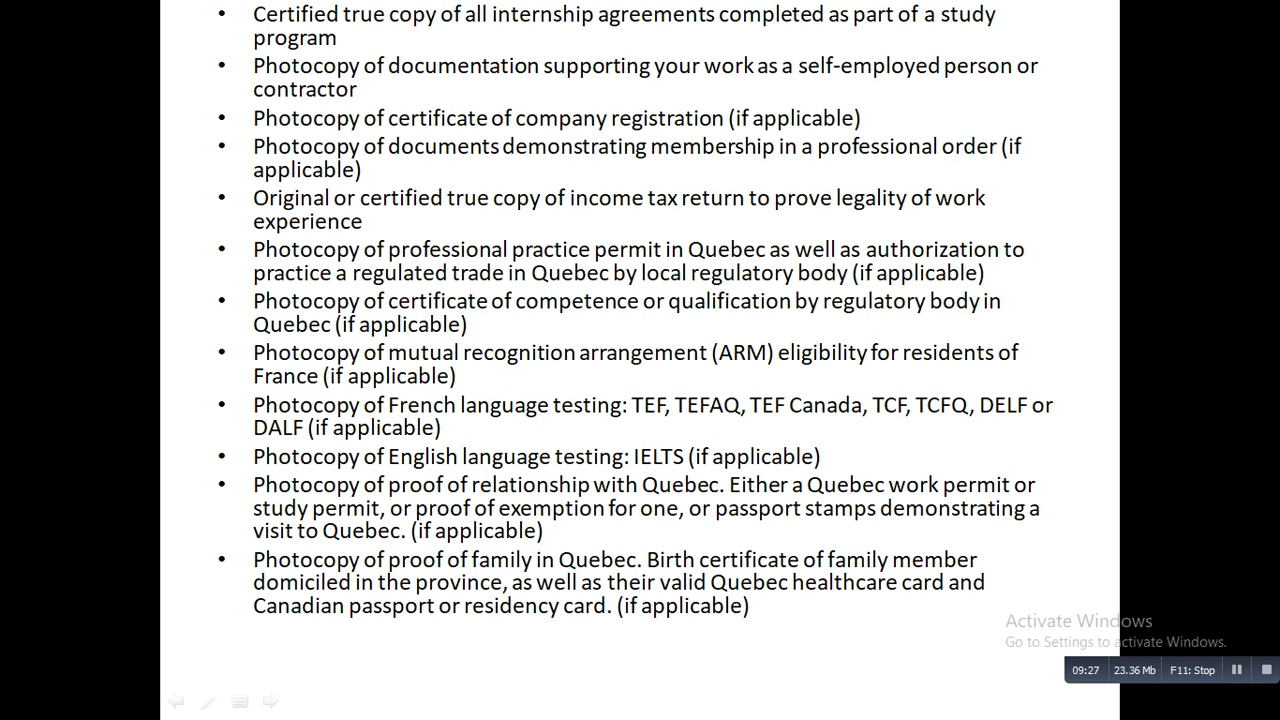 • Certified true copy of all internship agreements completed as part of a study
program
• Photocopy of documentation supporting your work as a self-employed person or
contractor
• Photocopy of certificate of company registration (if applicable)
• Photocopy of documents demonstrating membership in a professional order (if
applicable)
• Original or certified true copy of income tax return to prove legality of work
experience
• Photocopy of professional practice permit in Quebec as well as authorization to
practice a regulated trade in Quebec by local regulatory body (if applicable)
• Photocopy of certificate of competence or qualification by regulatory body in
Quebec (if applicable)
• Photocopy of mutual recognition arrangement (ARM) eligibility for residents of
France (if applicable)
• Photocopy of French language testing: TEF, TEFAQ, TEF Canada, TCF, TCFQ, DELF or
DALF (if applicable)
• Photocopy of English language testing: IELTS (if applicable)
• Photocopy of proof of relationship with Quebec. Either a Quebec work permit or
study permit, or proof of exemption for one, or passport stamps demonstrating a
visit to Quebec. (if applicable)
• Photocopy of proof of family in Quebec. Birth certificate of family member
domiciled in the province, as well as their valid Quebec healthcare card and
Canadian passport or residency card. (if applicable)
Activate Windows
Go to Settings to activate Windows.
09:27 23.36 Mb F11: Stop